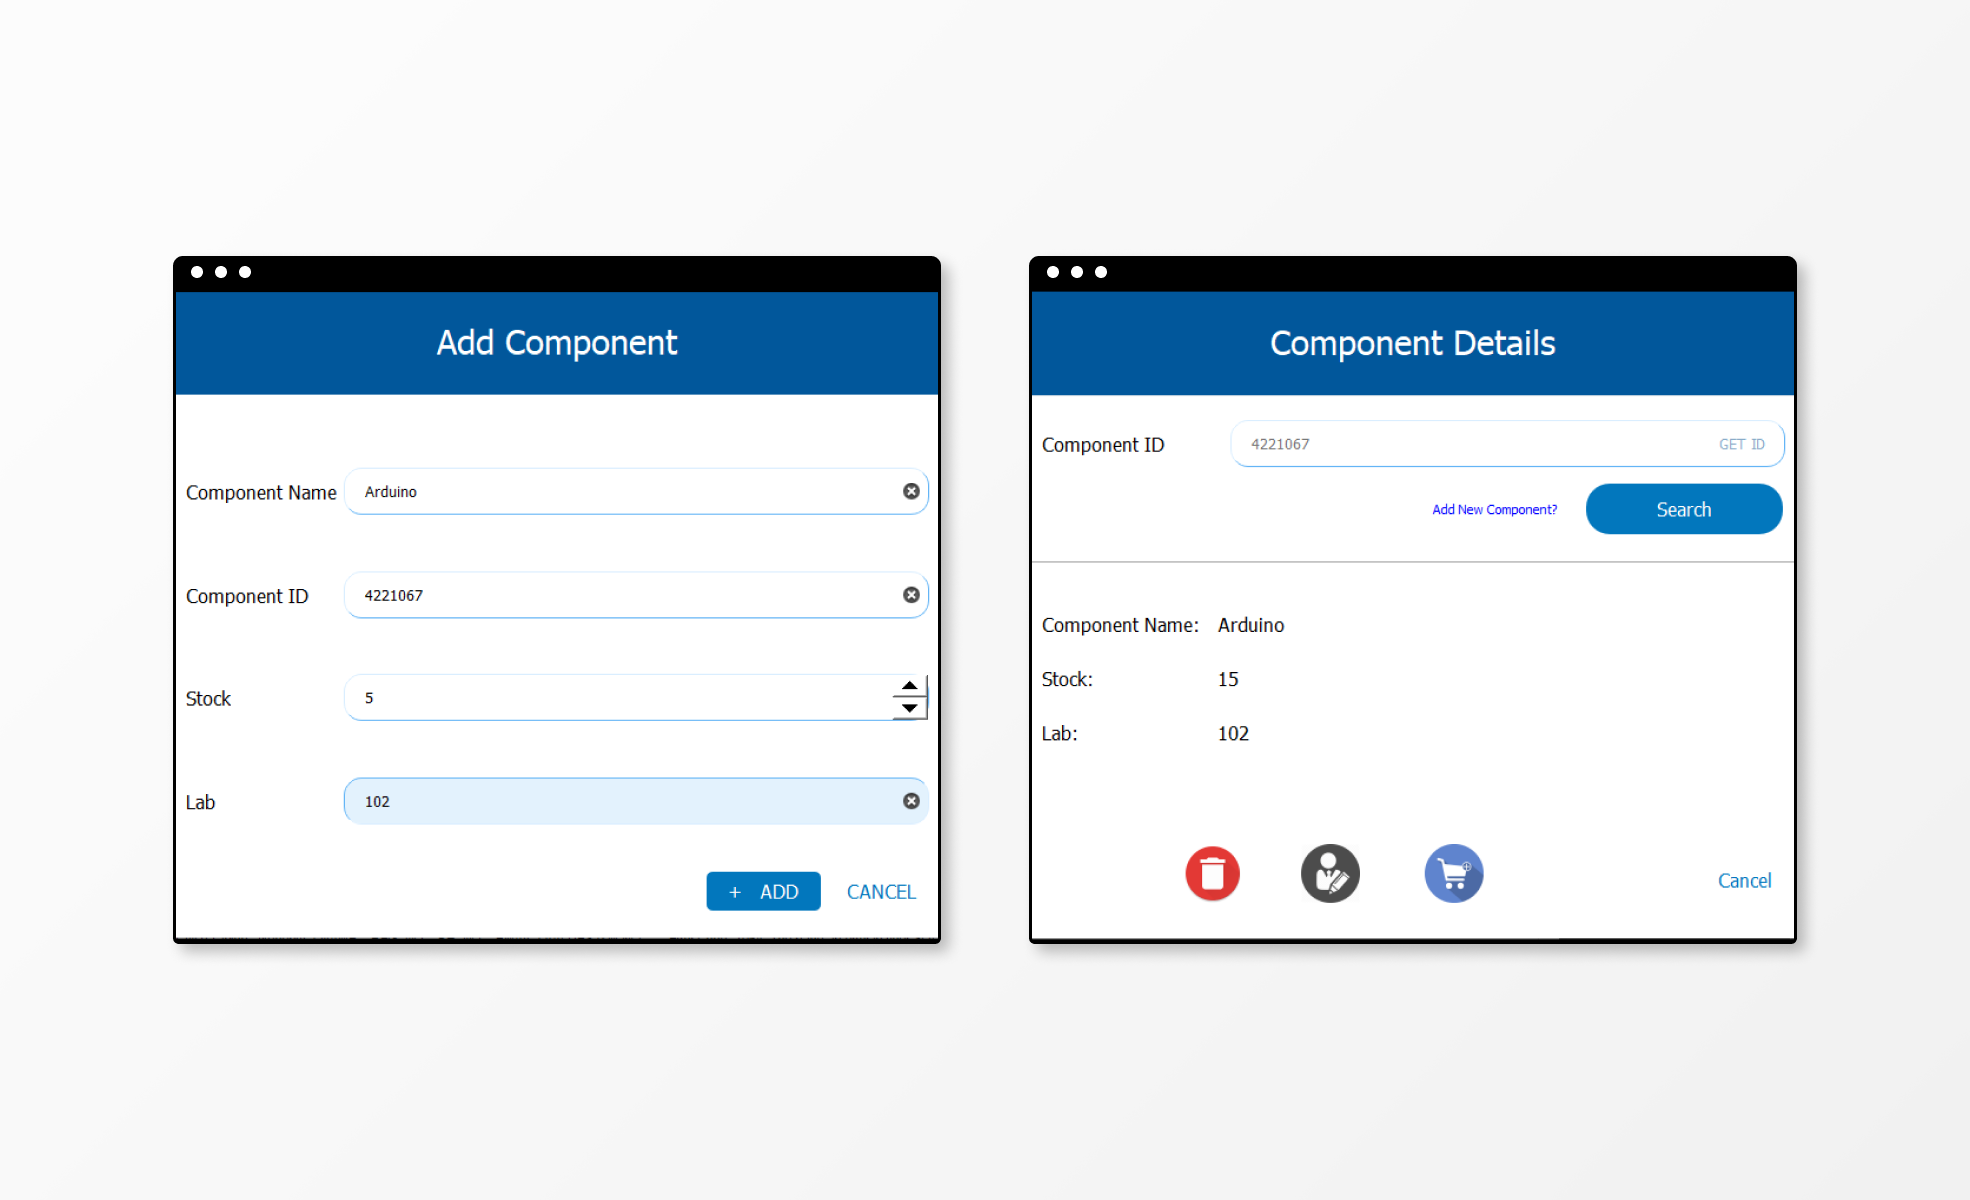 Add Component
Component Name Arduino
Component ID 4221067
Stock 5
Lab 102
+ ADD CANCEL
Component Details
Component ID 4221067 GET ID
Add New Component? Search
Component Name: Arduino
Stock: 15
Lab: 102
Cancel